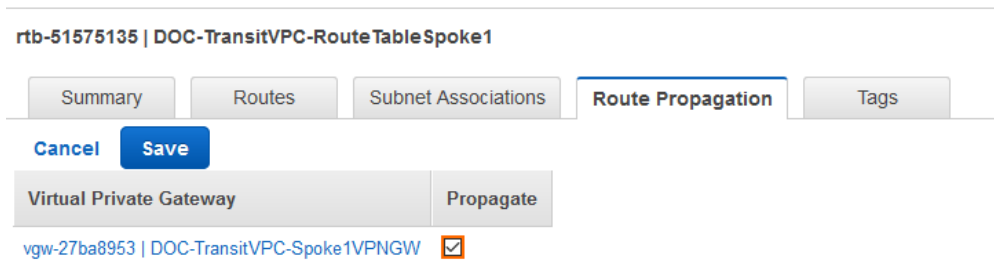 rtb-51575135 | DOC-TransitVPC-RouteTableSpoke1
Summary Routes Subnet Associations Route Propagation Tags
Cancel Save
Virtual Private Gateway Propagate
vgw-27ba8953 | DOC-TransitVPC-Spoke1VPNGW